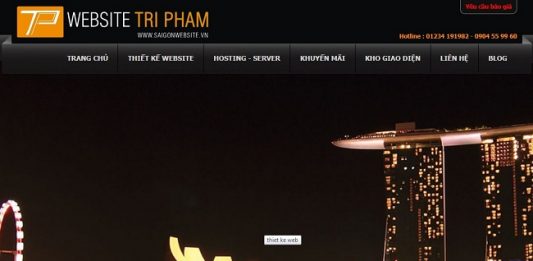 Yêu cầu báo giá
TP WEBSITE TRI PHAM
WWW.SAIGONWEBSITE.VN
Hotline : 01234 191982 - 0904 55 99 60
TRANG CHỦ THIẾT KẾ WEBSITE HOSTING - SERVER KHUYẾN MÃI KHO GIAO DIỆN LIÊN HỆ BLOG
thiet ke web